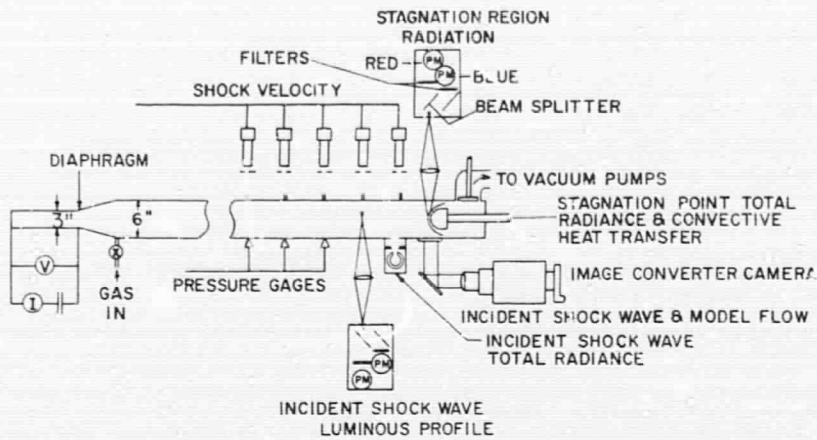 STAGNATION REGION
RADIATION
FILTERS
RED
PM
PM
BLUE
SHOCK VELOCITY
BEAM SPLITTER
DIAPHRAGM
TO VACUUM PUMPS
3"
6"
STAGNATION POINT TOTAL
RADIANCE & CONVECTIVE
HEAT TRANSFER
V
I
GAS
IN
PRESSURE GAGES
IMAGE CONVERTER CAMERA
INCIDENT SHOCK WAVE & MODEL FLOW
INCIDENT SHOCK WAVE
TOTAL RADIANCE
PM
PM
INCIDENT SHOCK WAVE
LUMINOUS PROFILE